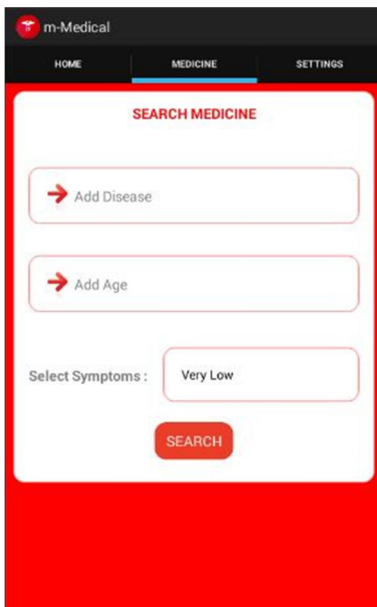 m-Medical
HOME MEDICINE SETTINGS
SEARCH MEDICINE
Add Disease
Add Age
Select Symptoms : Very Low
SEARCH